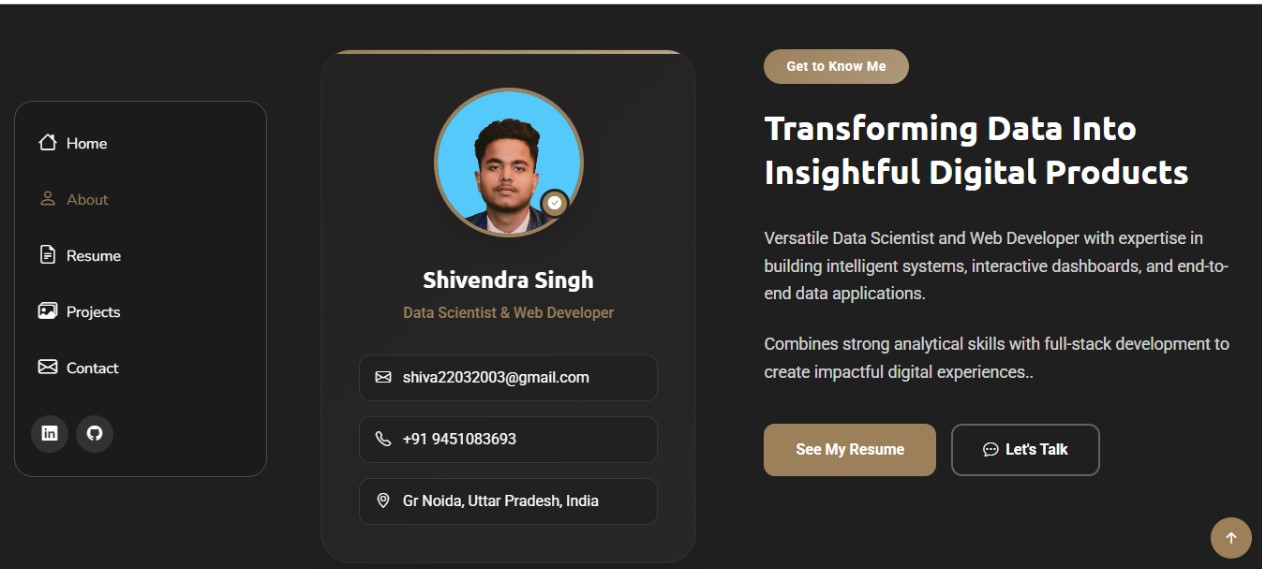 Home
About
Resume
Projects
Contact
in
Shivendra Singh
Data Scientist & Web Developer
shiva22032003@gmail.com
+91 9451083693
Gr Noida, Uttar Pradesh, India
Get to Know Me
Transforming Data Into
Insightful Digital Products
Versatile Data Scientist and Web Developer with expertise in
building intelligent systems, interactive dashboards, and end-to-
end data applications.
Combines strong analytical skills with full-stack development to
create impactful digital experiences..
See My Resume
Let's Talk